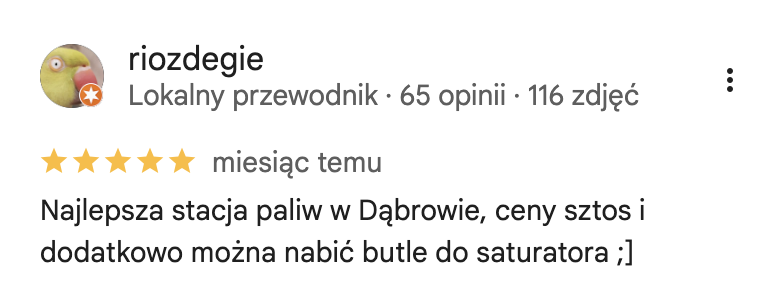 riozdegie
Lokalny przewodnik · 65 opinii · 116 zdjęć
miesiąc temu
Najlepsza stacja paliw w Dąbrowie, ceny sztos i
dodatkowo można nabić butle do saturatora ;]